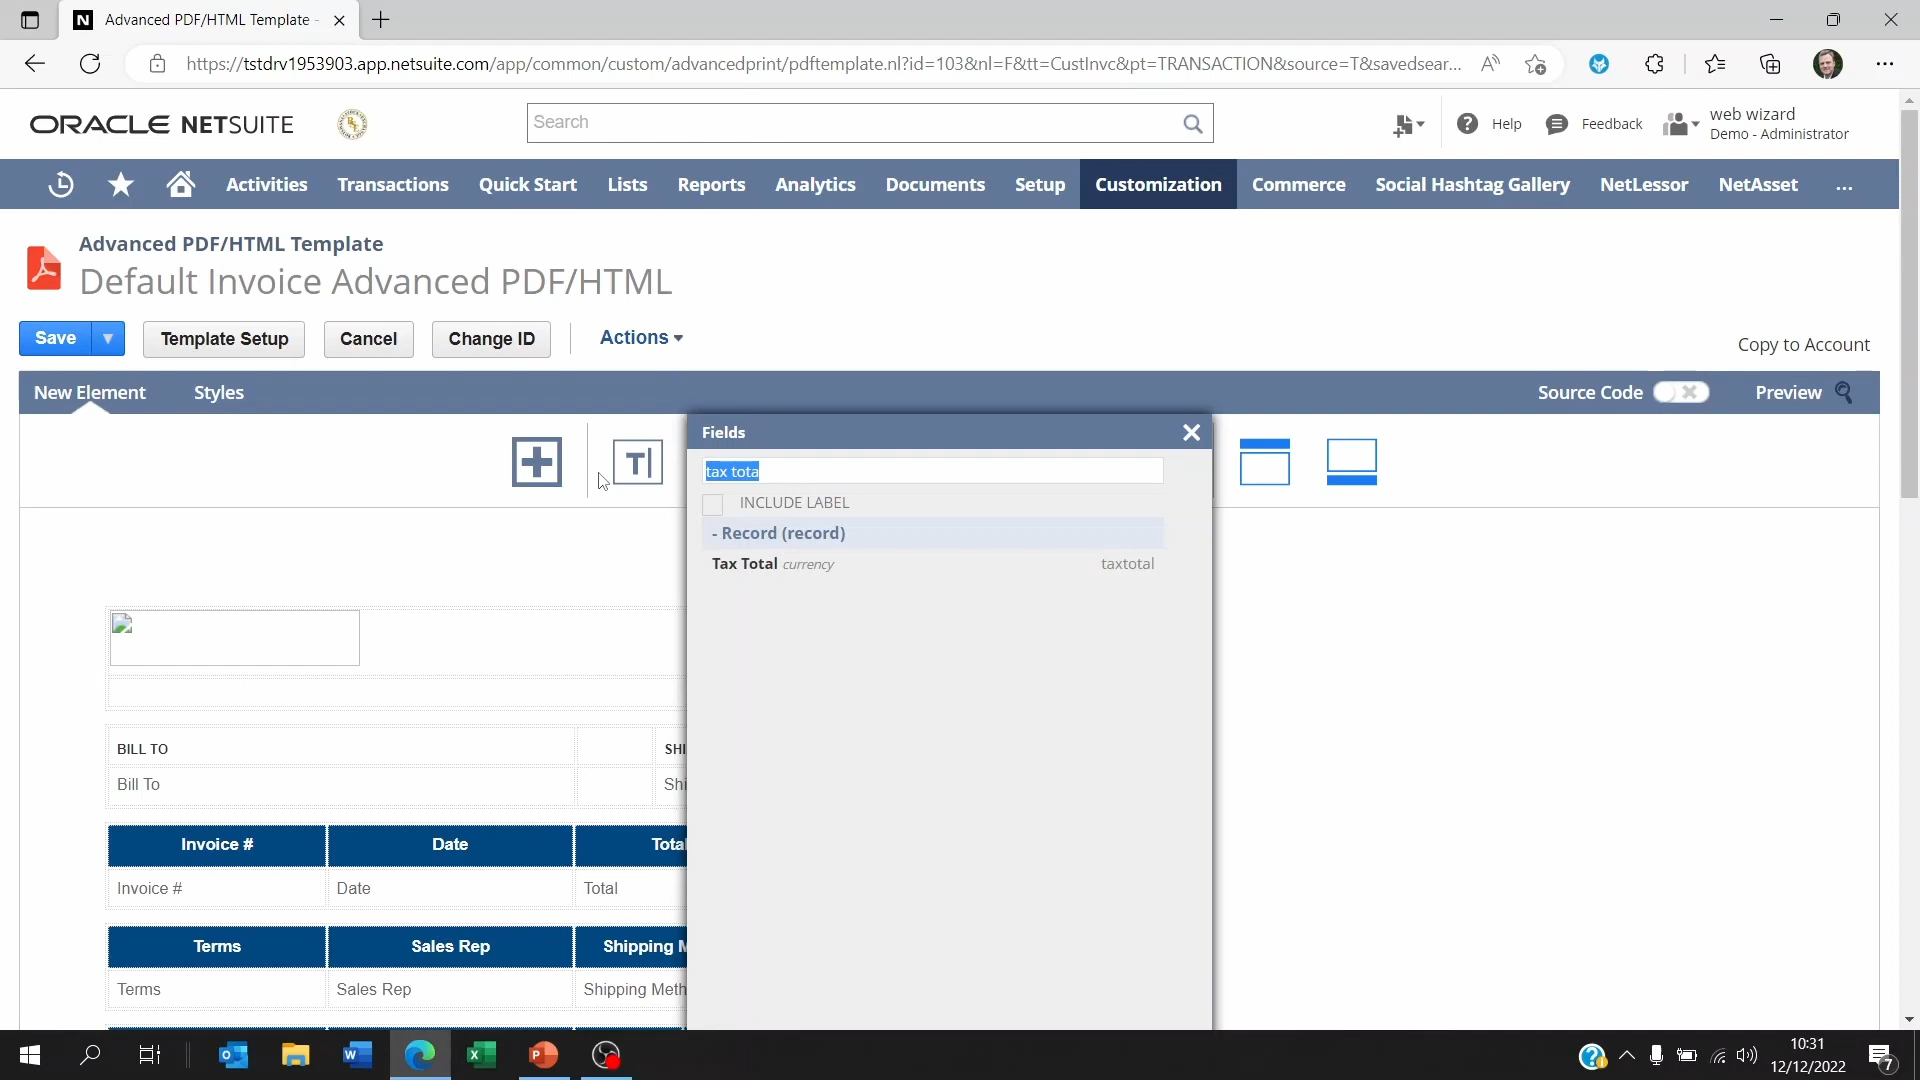 Advanced PDF/HTML Template -
https://tstdrv1953903.app.netsuite.com/app/common/custom/advancedprint/pdftemplate.nl?id=103&nl=F&tt=CustInvc&pt=TRANSACTION&source=T&savedsear...
ORACLE NETSUITE
Search
Help
Feedback
web wizard
Demo - Administrator
Activities Transactions Quick Start Lists Reports Analytics Documents Setup Customization Commerce Social Hashtag Gallery NetLessor NetAsset ...
Advanced PDF/HTML Template
Default Invoice Advanced PDF/HTML
Save Template Setup Cancel Change ID Actions
Copy to Account
New Element Styles Source Code Preview
Fields
tax tota
INCLUDE LABEL
- Record (record)
Tax Total currency taxtotal
BILL TO SHI
Bill To Shi
Invoice # Date Total
Invoice # Date Total
Terms Sales Rep Shipping M
Terms Sales Rep Shipping Meth
10:31
12/12/2022
7